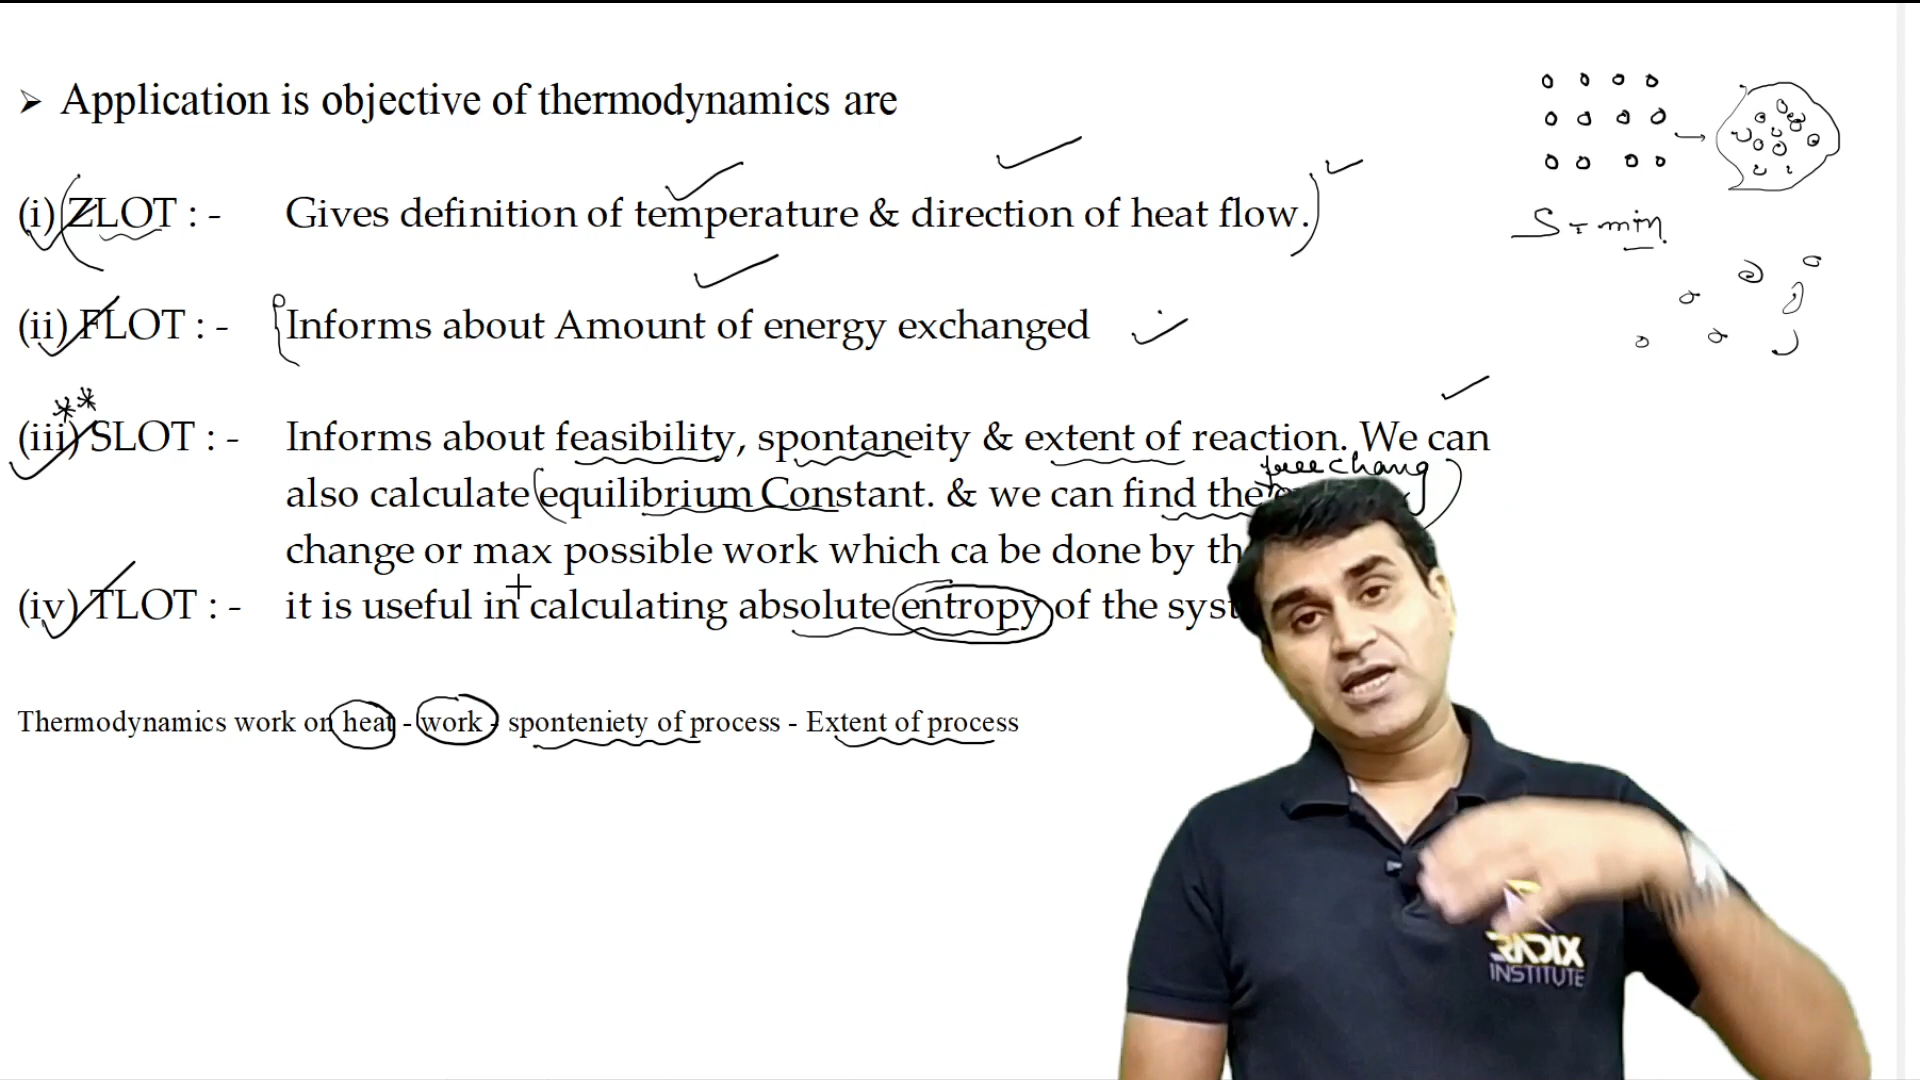 ➢ Application is objective of thermodynamics are
(i) ZLOT : - Gives definition of temperature & direction of heat flow.
S = min.
(ii) FLOT : - Informs about Amount of energy exchanged
**
(iii) SLOT : - Informs about feasibility, spontaneity & extent of reaction. We can
free chang
also calculate equilibrium Constant. & we can find the
change or max possible work which ca be done by th
(iv) TLOT : - it is useful in calculating absolute entropy of the syst
Thermodynamics work on heat - work - sponteniety of process - Extent of process
RADIX
INSTITUTE